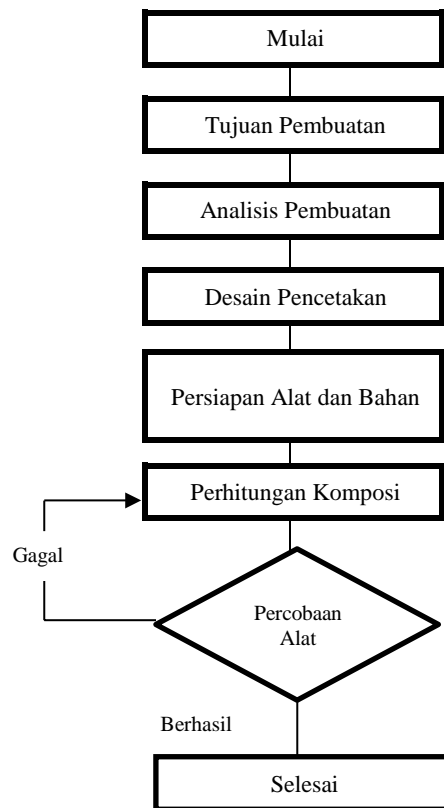 Mulai
Tujuan Pembuatan
Analisis Pembuatan
Desain Pencetakan
Persiapan Alat dan Bahan
Perhitungan Komposi
Gagal
Percobaan
Alat
Berhasil
Selesai